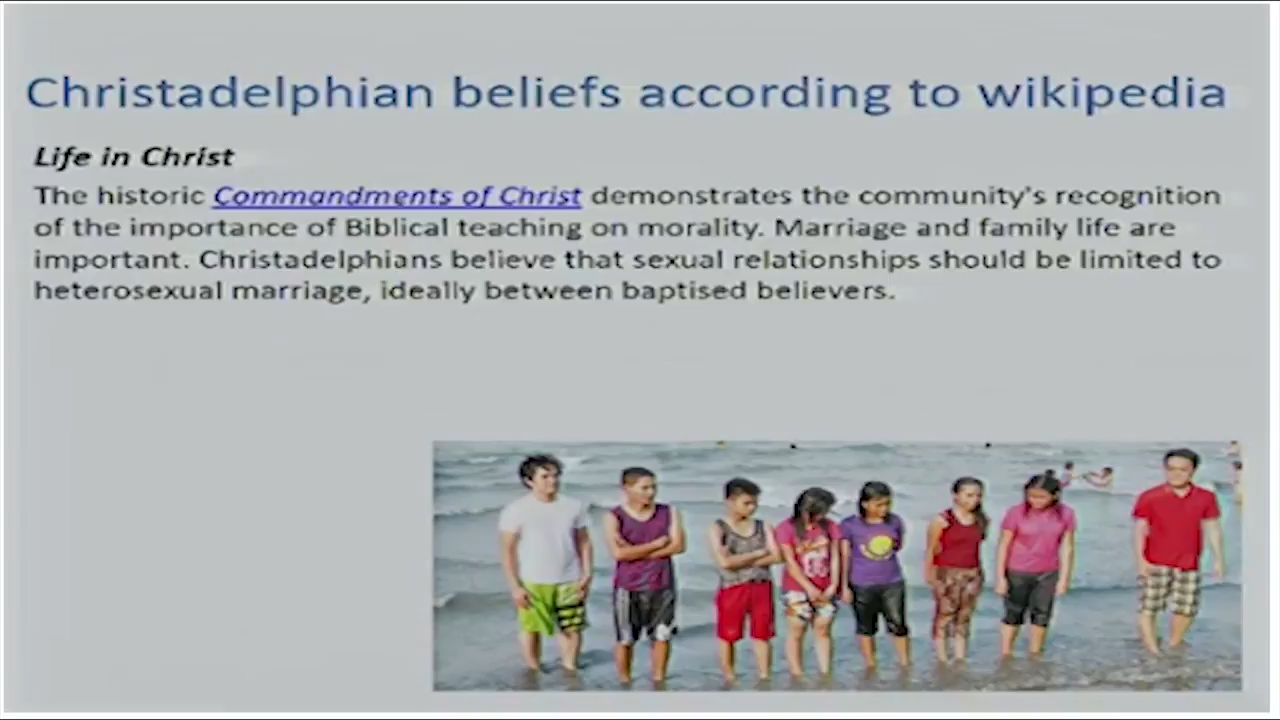 Christadelphian beliefs according to wikipedia
Life in Christ
The historic Commandments of Christ demonstrates the community's recognition
of the importance of Biblical teaching on morality. Marriage and family life are
important. Christadelphians believe that sexual relationships should be limited to
heterosexual marriage, ideally between baptised believers.